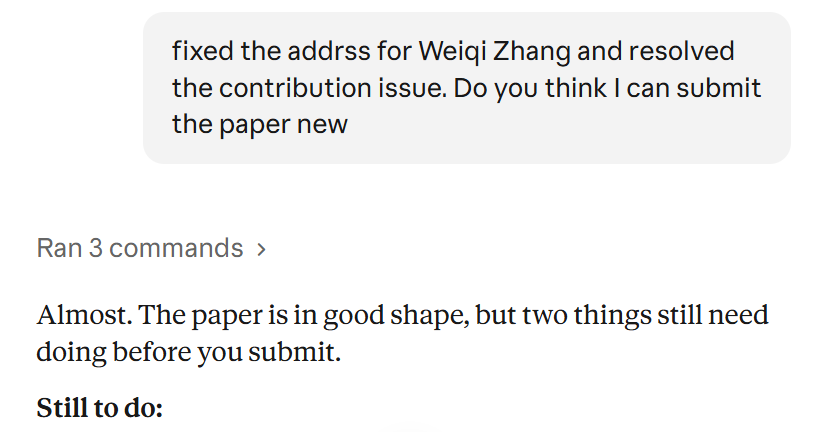 fixed the addrss for Weiqi Zhang and resolved
the contribution issue. Do you think I can submit
the paper new
Ran 3 commands >
Almost. The paper is in good shape, but two things still need
doing before you submit.
Still to do: